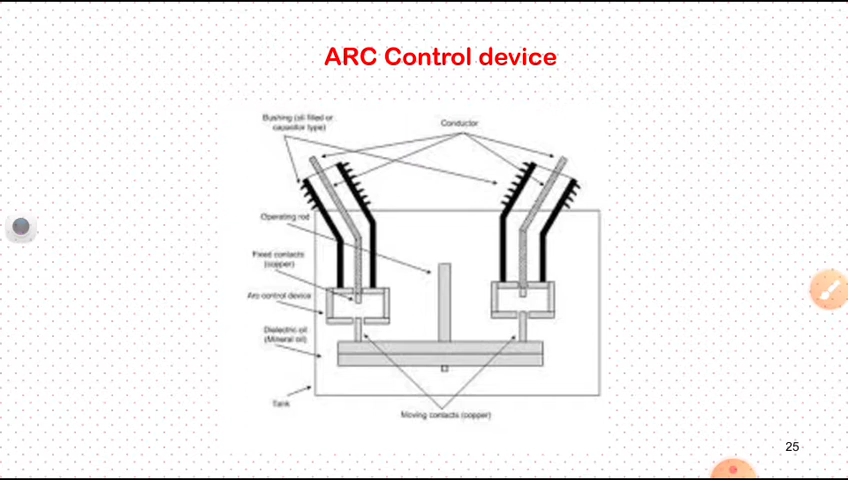 ARC Control device
Bushing (oil filled or
capacitor type)
Conductor
Operating rod
Fixed contacts
(copper)
Arc control device
Dielectric oil
(Mineral oil)
Tank
Moving contacts (copper)
25